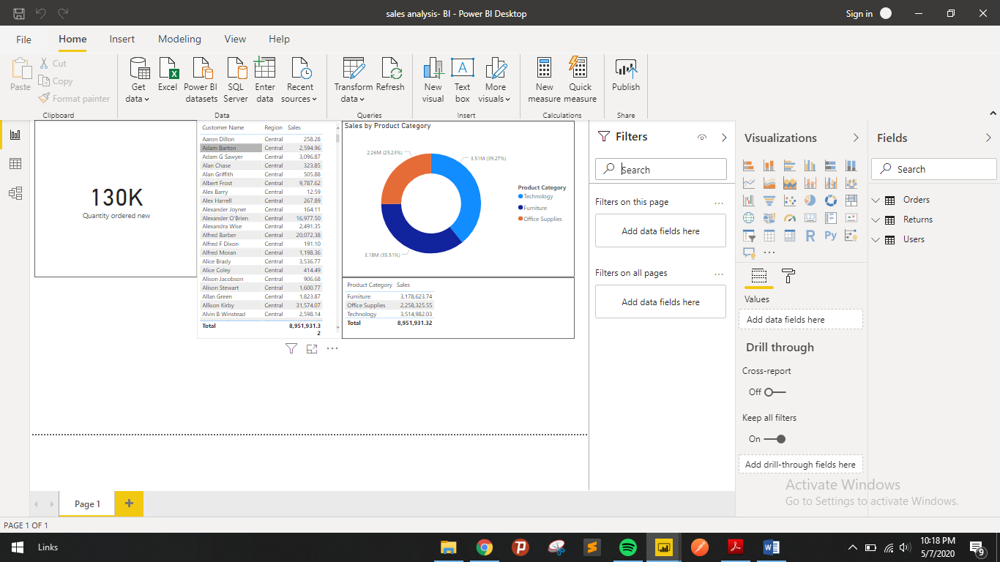 sales analysis- BI - Power BI Desktop
Sign in
File Home Insert Modeling View Help
Paste
Cut
Copy
Format painter
Clipboard
Get data
Excel
Power BI datasets
SQL Server
Enter data
Recent sources
Data
Transform data
Refresh
Queries
New visual
Text box
More visuals
Insert
New measure
Quick measure
Calculations
Publish
Share
130K
Quantity ordered new
Customer Name Region Sales
Aaron Dillon Central 258.28
Adam Barton Central 2,594.96
Adam G Sawyer Central 3,096.87
Alan Chase Central 323.85
Alan Griffith Central 505.88
Albert Frost Central 9,787.62
Alex Barry Central 12.59
Alex Harrell Central 267.89
Alexander Joyner Central 164.11
Alexander O'Brien Central 16,977.50
Alexandra Wise Central 2,491.35
Alfred Barber Central 20,072.38
Alfred F Dixon Central 191.10
Alfred Moran Central 1,198.36
Alice Brady Central 3,536.77
Alice Coley Central 414.49
Alison Jacobson Central 906.68
Alison Stewart Central 1,600.77
Allan Green Central 1,823.87
Allison Kirby Central 31,574.07
Alvin B Winstead Central 2,598.14
Total 8,951,931.3
2
Sales by Product Category
2.26M (25.23%)
3.51M (39.27%)
3.18M (35.51%)
Product Category
Technology
Furniture
Office Supplies
Product Category Sales
Furniture 3,178,623.74
Office Supplies 2,258,325.55
Technology 3,514,982.03
Total 8,951,931.32
Filters
Search
Filters on this page ...
Add data fields here
Filters on all pages ...
Add data fields here
Visualizations
123
R
Py
...
Values
Add data fields here
Drill through
Cross-report
Off
Keep all filters
On
Add drill-through fields here
Fields
Search
Orders
Returns
Users
Activate Windows
Go to Settings to activate Windows.
Page 1
PAGE 1 OF 1
Links
10:18 PM
5/7/2020
9